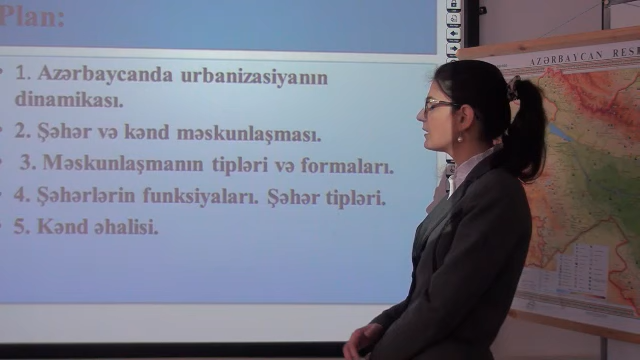 Plan:
• 1. Azərbaycanda urbanizasiyanın
dinamikası.
• 2. Şəhər və kənd məskunlaşması.
• 3. Məskunlaşmanın tipləri və formaları.
• 4. Şəhərlərin funksiyaları. Şəhər tipləri.
• 5. Kənd əhalisi.
AZƏRBAYCAN RES